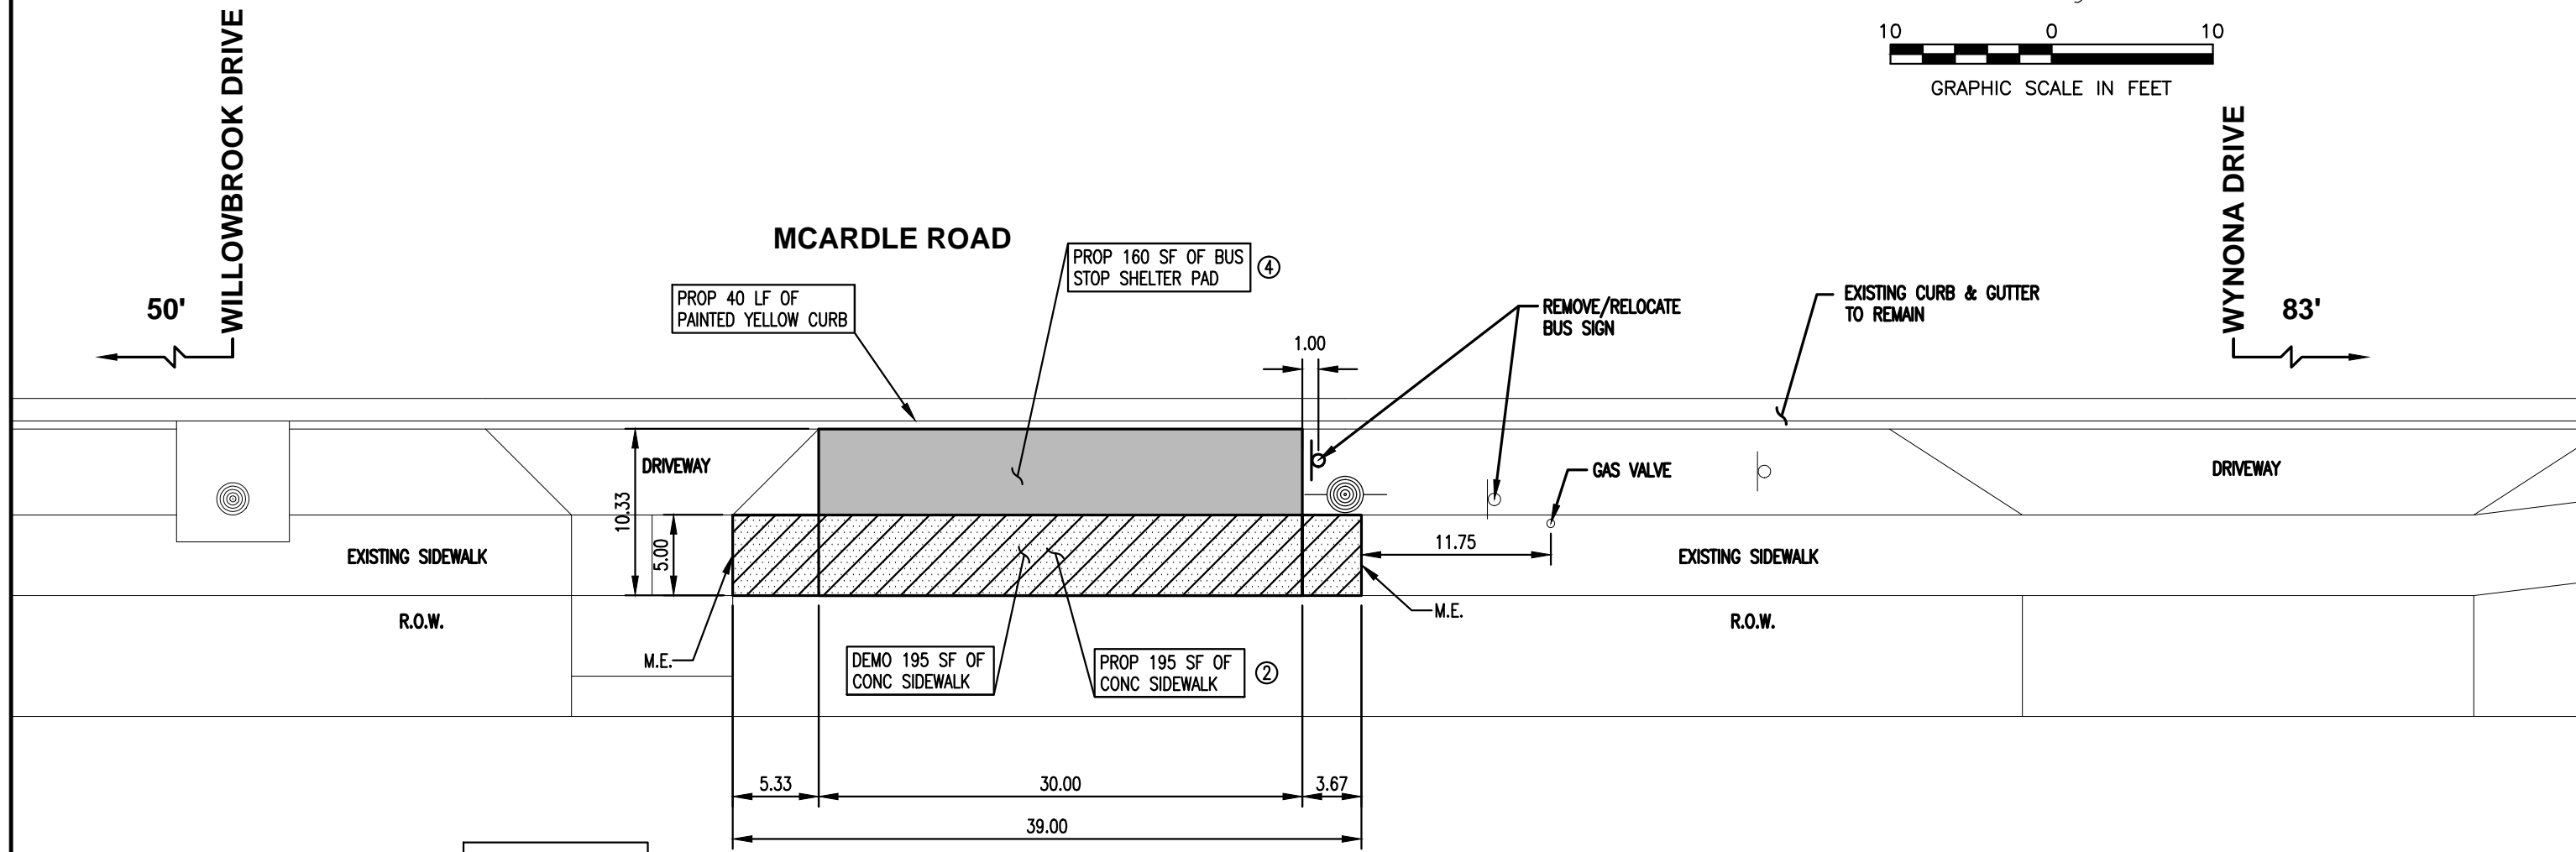 10 0 10
GRAPHIC SCALE IN FEET
WILLOWBROOK DRIVE
50'
MCARDLE ROAD
PROP 40 LF OF
PAINTED YELLOW CURB
PROP 160 SF OF BUS
STOP SHELTER PAD
4
1.00
REMOVE/RELOCATE
BUS SIGN
EXISTING CURB & GUTTER
TO REMAIN
WYNONA DRIVE
83'
DRIVEWAY
10.33
5.00
GAS VALVE
DRIVEWAY
EXISTING SIDEWALK
11.75
EXISTING SIDEWALK
R.O.W.
M.E.
M.E.
R.O.W.
DEMO 195 SF OF
CONC SIDEWALK
PROP 195 SF OF
CONC SIDEWALK
2
5.33
30.00
3.67
39.00